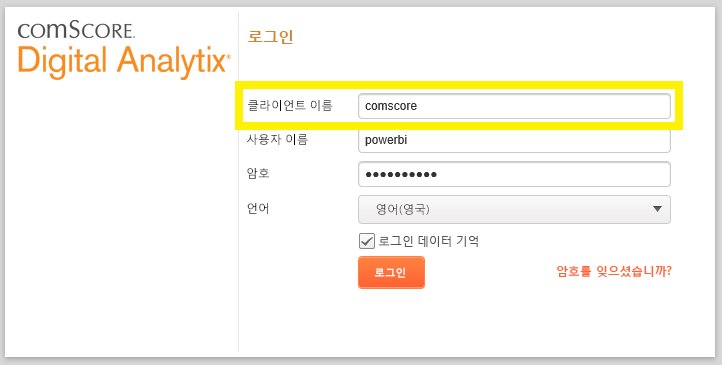 comScore.
Digital Analytix®
로그인
클라이언트 이름 comscore
사용자 이름 powerbi
암호 ●●●●●●●●●●
언어 영어(영국)
로그인 데이터 기억
로그인 암호를 잊으셨습니까?